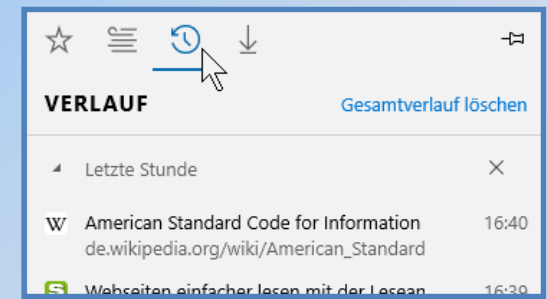 VERLAUF Gesamtverlauf löschen
Letzte Stunde
W American Standard Code for Information 16:40
de.wikipedia.org/wiki/American_Standard
S Webseiten einfacher lesen mit der Lesean 16:39